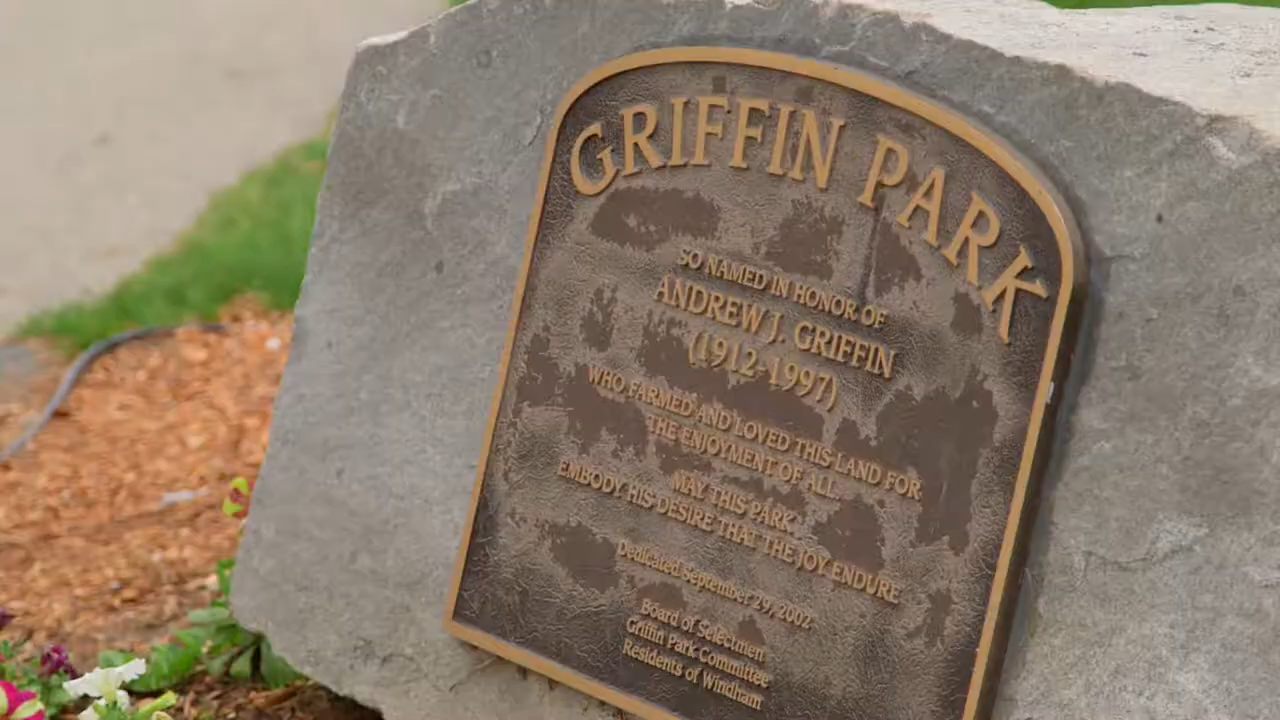 GRIFFIN PARK
SO NAMED IN HONOR OF
ANDREW J. GRIFFIN
(1912-1997)
WHO FARMED AND LOVED THIS LAND FOR
THE ENJOYMENT OF ALL.
MAY THIS PARK
EMBODY HIS DESIRE THAT THE JOY ENDURE
Dedicated September 29, 2002
Board of Selectmen
Griffin Park Committee
Residents of Windham